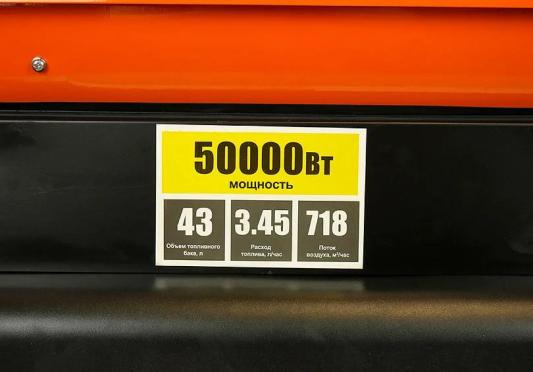 50000Вт
мощность
43
Объем топливного
бака, л
3.45
Расход
топлива, л/час
718
Поток
воздуха, м³/час